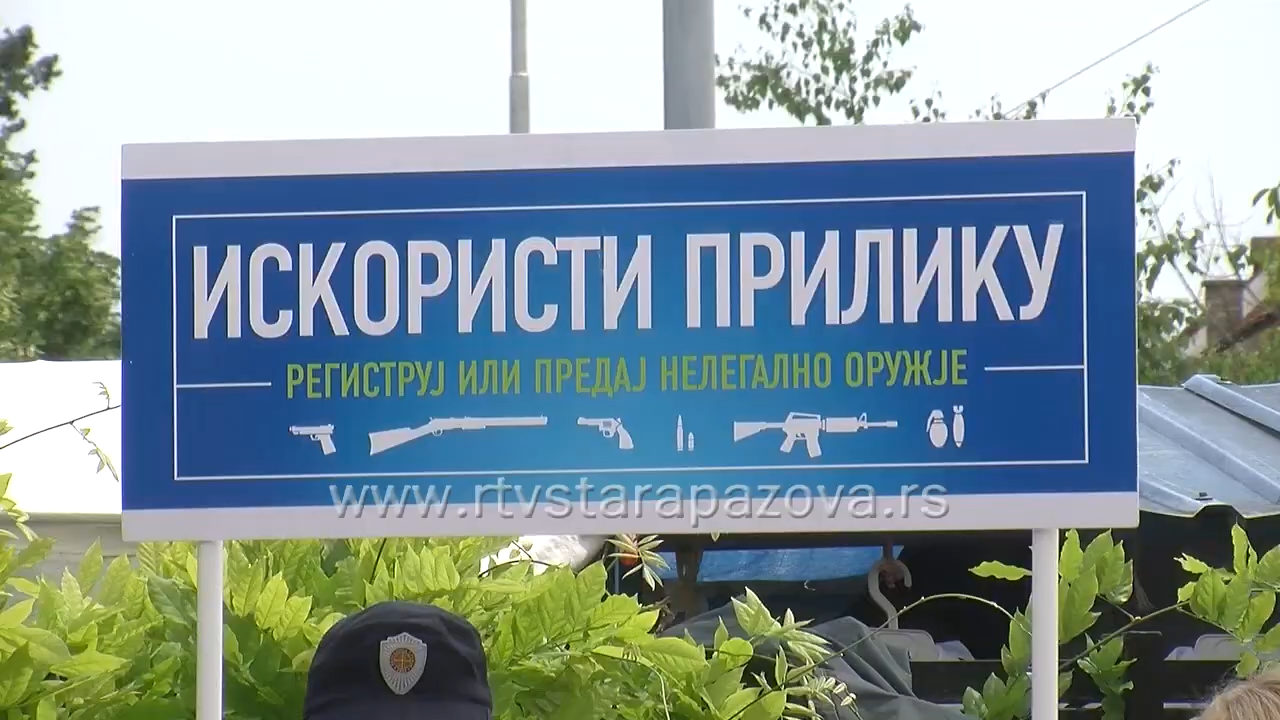 ИСКОРИСТИ ПРИЛИКУ
РЕГИСТРУЈ ИЛИ ПРЕДАЈ НЕЛЕГАЛНО ОРУЖЈЕ
www.rtvstarapazova.rs